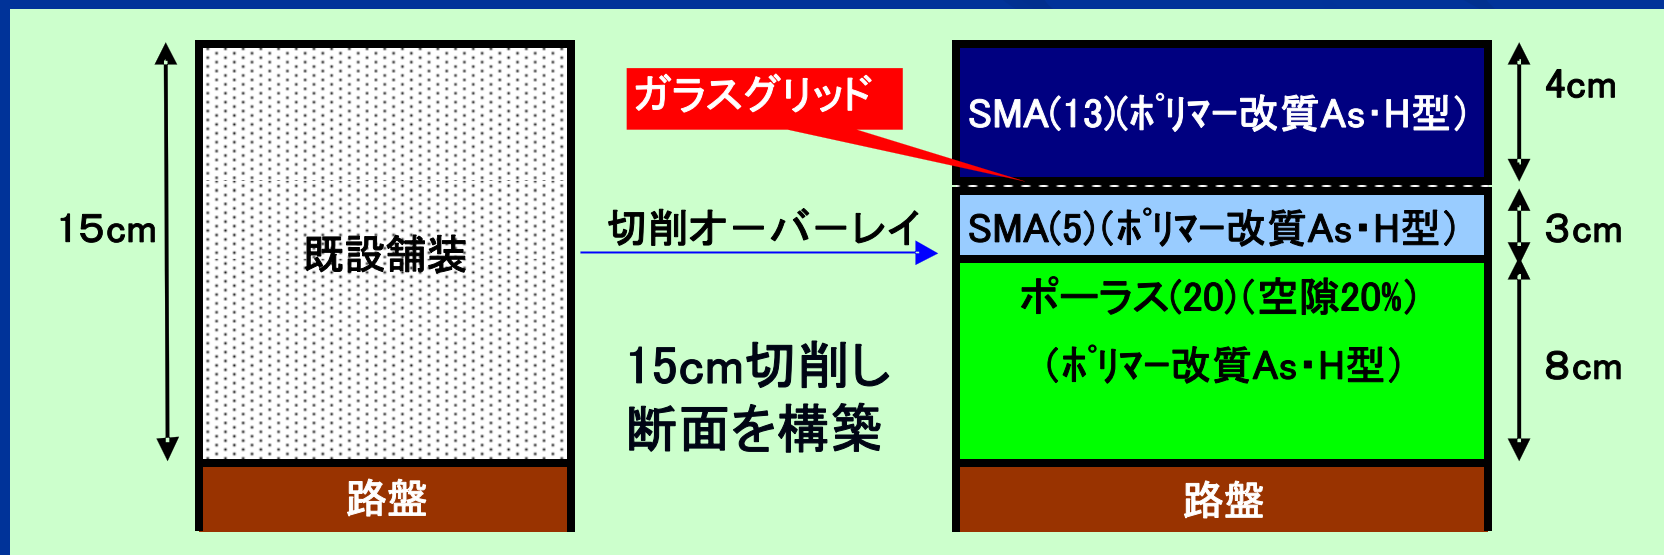 15cm
既設舗装
路盤
ガラスグリッド
切削オーバーレイ
15cm切削し
断面を構築
SMA(13)(ﾎﾟﾘﾏｰ改質As・H型)
SMA(5)(ﾎﾟﾘﾏｰ改質As・H型)
ポーラス(20)(空隙20%)
(ﾎﾟﾘﾏｰ改質As・H型)
路盤
4cm
3cm
8cm